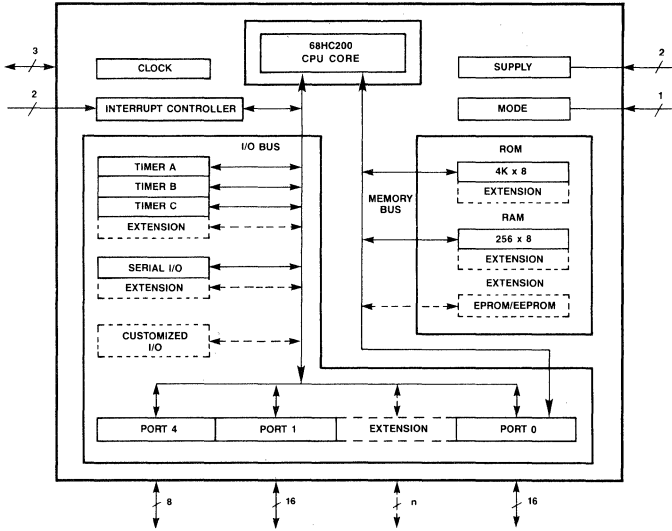 68HC200
CPU CORE
3
CLOCK
SUPPLY
2
2
INTERRUPT CONTROLLER
MODE
1
I/O BUS
ROM
TIMER A
4K x 8
TIMER B
EXTENSION
TIMER C
MEMORY
BUS
EXTENSION
RAM
256 x 8
SERIAL I/O
EXTENSION
EXTENSION
EXTENSION
EPROM/EEPROM
CUSTOMIZED
I/O
PORT 4
PORT 1
EXTENSION
PORT 0
8
16
n
16